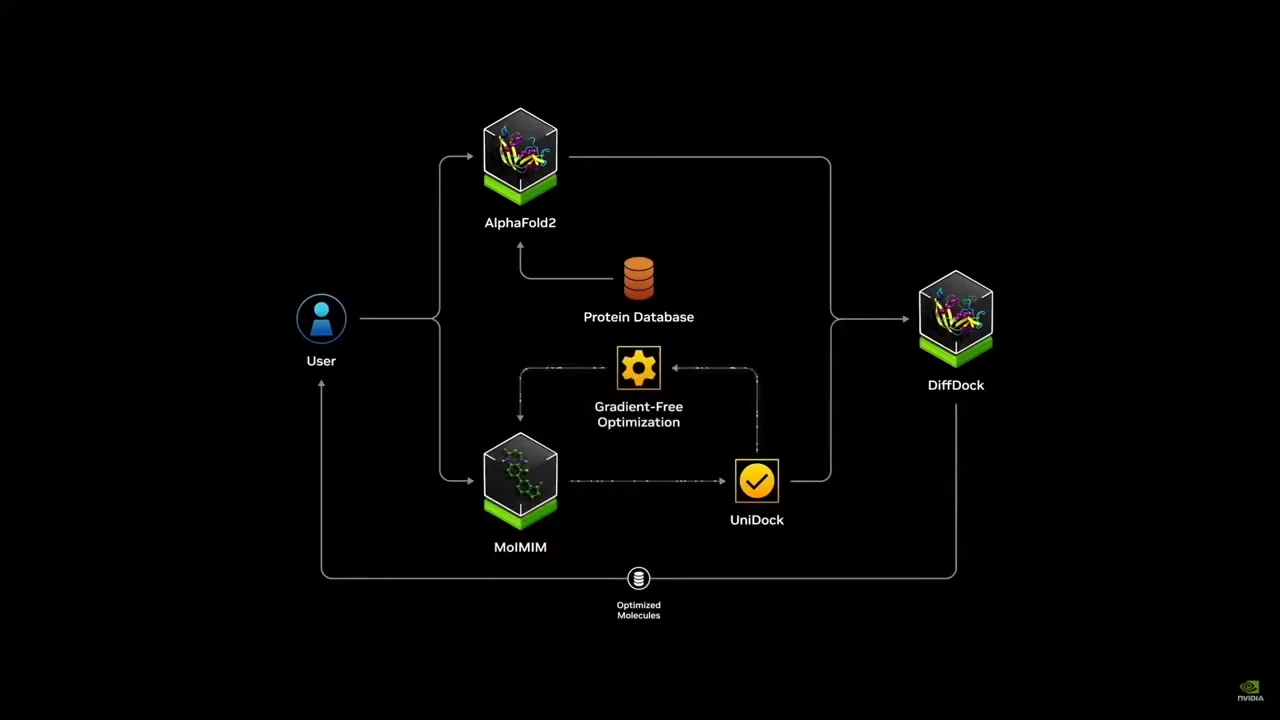 AlphaFold2
Protein Database
User
DiffDock
Gradient-Free
Optimization
UniDock
MolMIM
Optimized
Molecules
NVIDIA